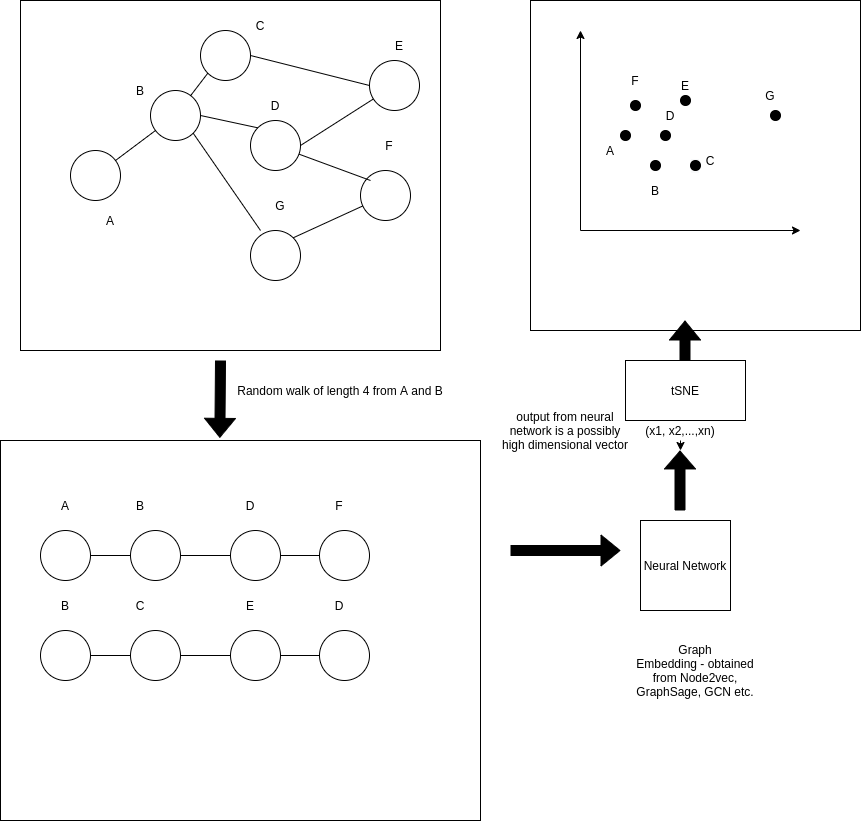 C
E
B
D
F
G
A
Random walk of length 4 from A and B
A B D F
B C E D
Neural Network
Graph
Embedding - obtained
from Node2vec,
GraphSage, GCN etc.
output from neural
network is a possibly
high dimensional vector
(x1, x2,...,xn)
tSNE
F
E
G
D
A
C
B